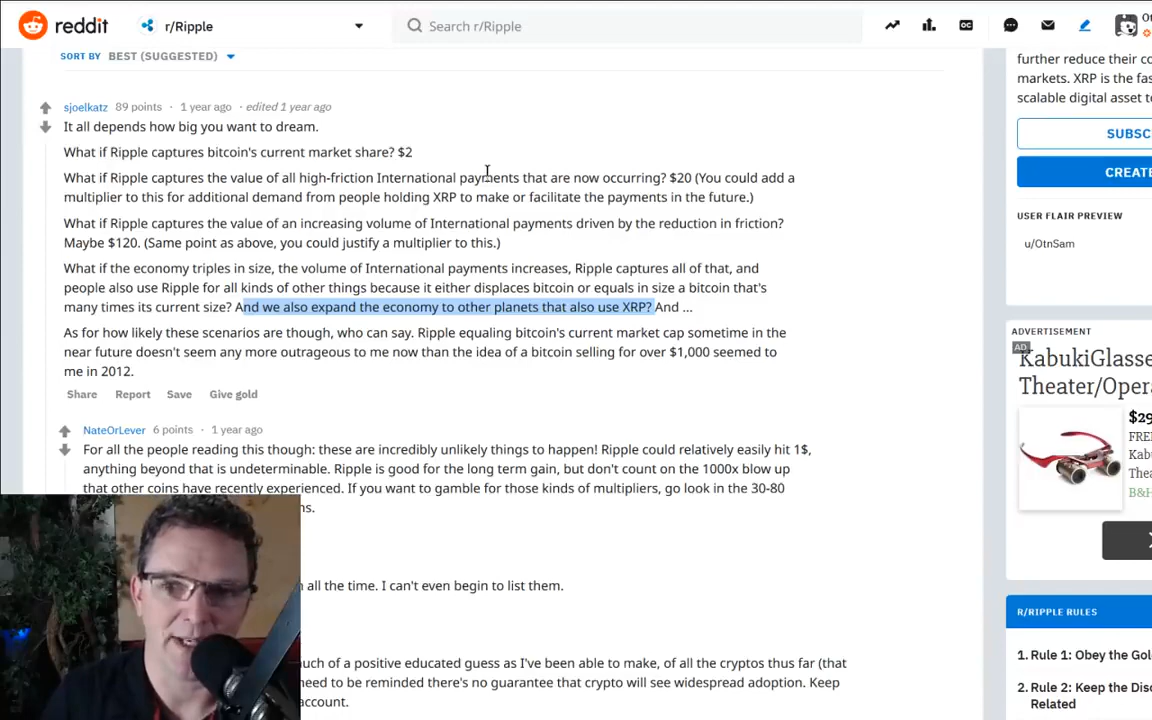 reddit
r/Ripple
Search r/Ripple
SORT BY BEST (SUGGESTED)
sjoelkatz 89 points · 1 year ago · edited 1 year ago
It all depends how big you want to dream.
What if Ripple captures bitcoin's current market share? $2
What if Ripple captures the value of all high-friction International payments that are now occurring? $20 (You could add a
multiplier to this for additional demand from people holding XRP to make or facilitate the payments in the future.)
What if Ripple captures the value of an increasing volume of International payments driven by the reduction in friction?
Maybe $120. (Same point as above, you could justify a multiplier to this.)
What if the economy triples in size, the volume of International payments increases, Ripple captures all of that, and
people also use Ripple for all kinds of other things because it either displaces bitcoin or equals in size a bitcoin that's
many times its current size? And we also expand the economy to other planets that also use XRP? And ...
As for how likely these scenarios are though, who can say. Ripple equaling bitcoin's current market cap sometime in the
near future doesn't seem any more outrageous to me now than the idea of a bitcoin selling for over $1,000 seemed to
me in 2012.
Share Report Save Give gold
NateOrLever 6 points · 1 year ago
For all the people reading this though: these are incredibly unlikely things to happen! Ripple could relatively easily hit 1$,
anything beyond that is undeterminable. Ripple is good for the long term gain, but don't count on the 1000x blow up
that other coins have recently experienced. If you want to gamble for those kinds of multipliers, go look in the 30-80
all the time. I can't even begin to list them.
of a positive educated guess as I've been able to make, of all the cryptos thus far (that
need to be reminded there's no guarantee that crypto will see widespread adoption. Keep
account.
further reduce their
markets. XRP is the
scalable digital asset to
SUBSC
CREATE
USER FLAIR PREVIEW
u/OtnSam
ADVERTISEMENT
AD
KabukiGlasse
Theater/Oper
FREE
B&H
R/RIPPLE RULES
1. Rule 1: Obey the
2. Rule 2: Keep the
Related